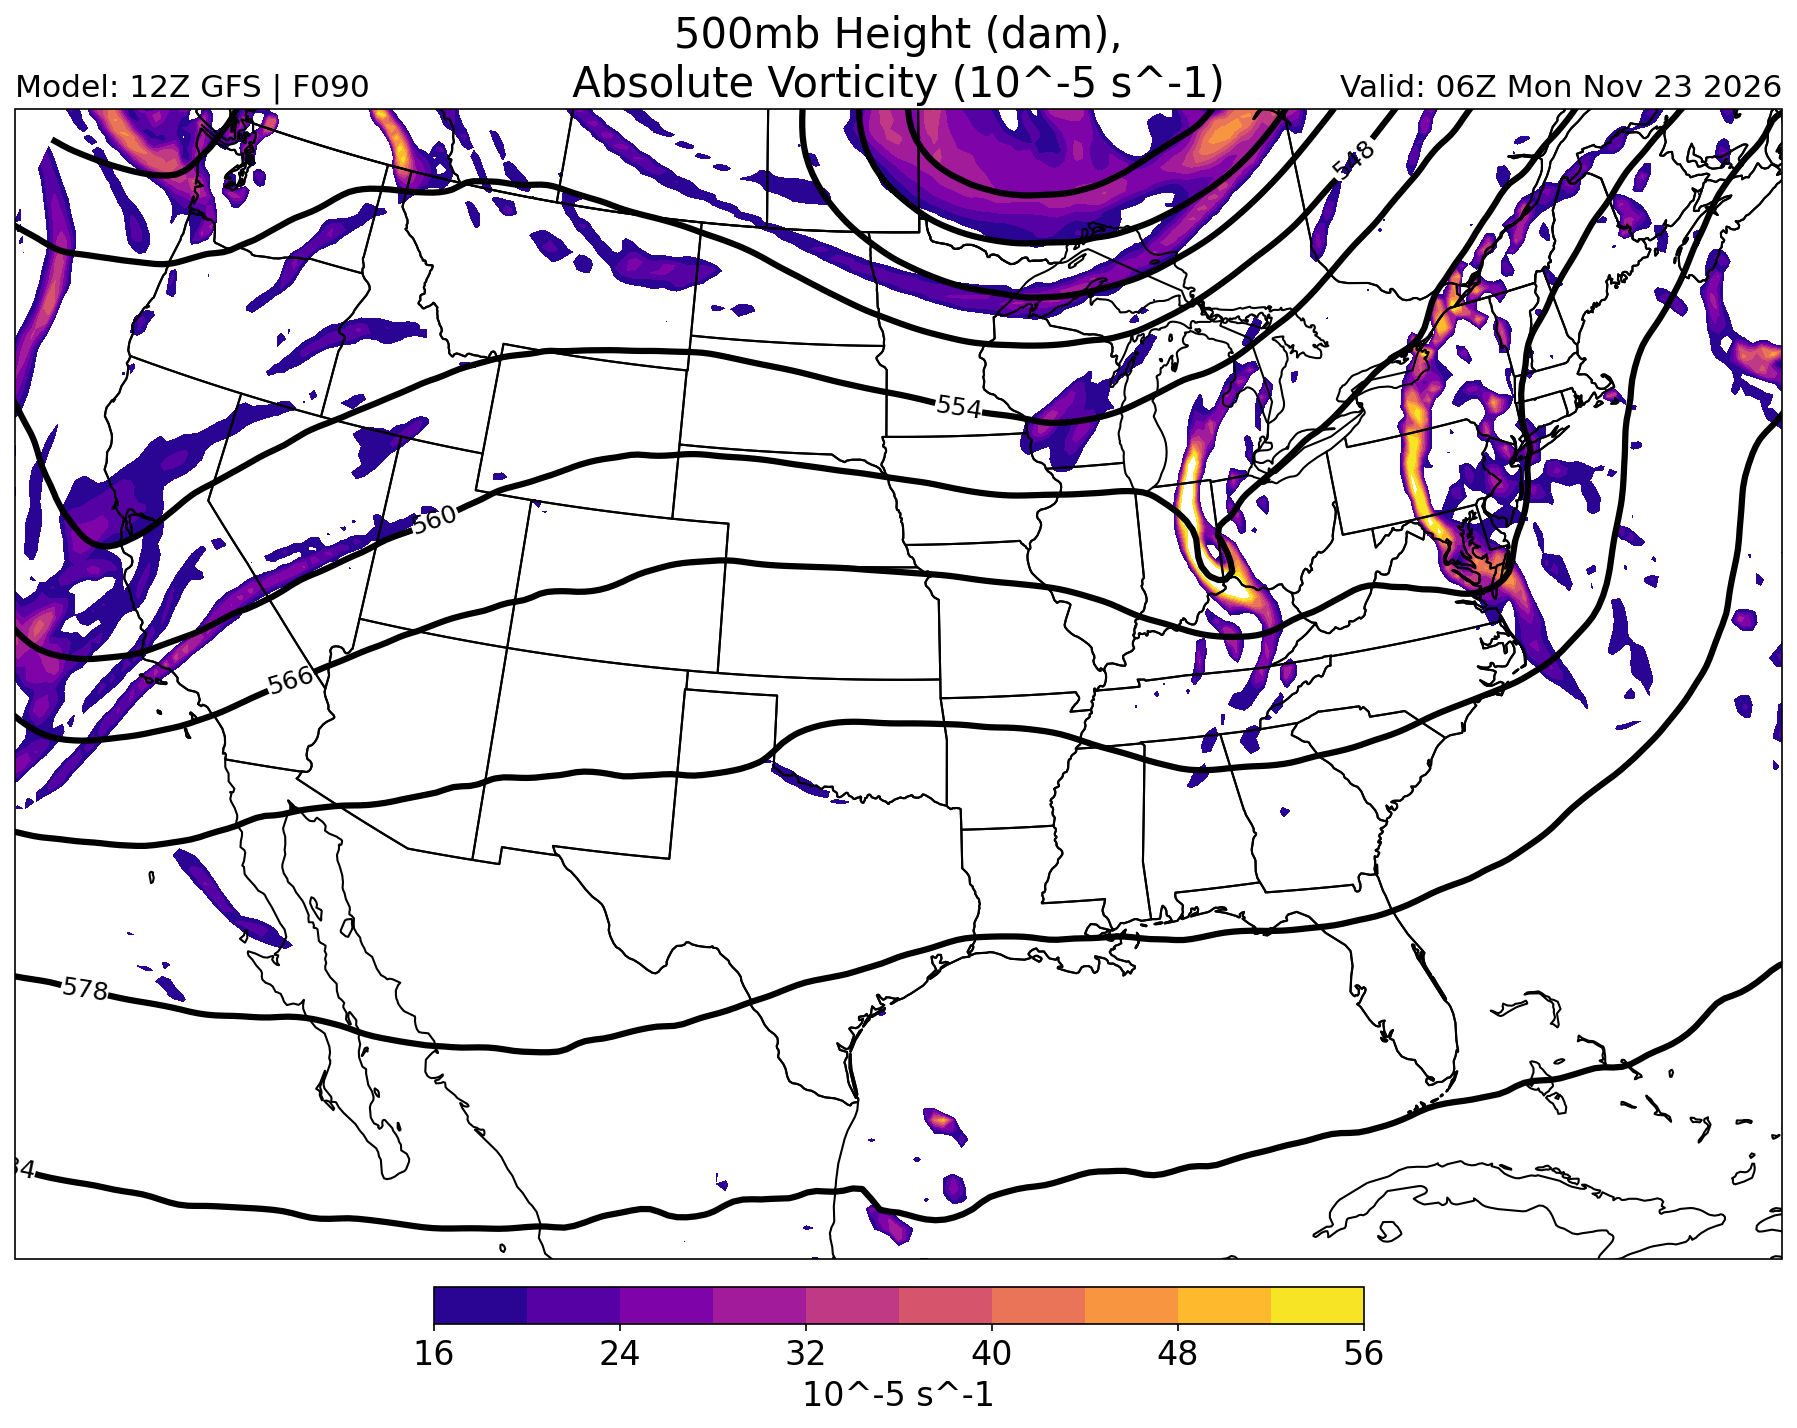 500mb Height (dam),
Model: 12Z GFS | F090
Absolute Vorticity (10^-5 s^-1)
Valid: 06Z Mon Nov 23 2026
548
554
560
566
578
16 24 32 40 48 56
10^-5 s^-1